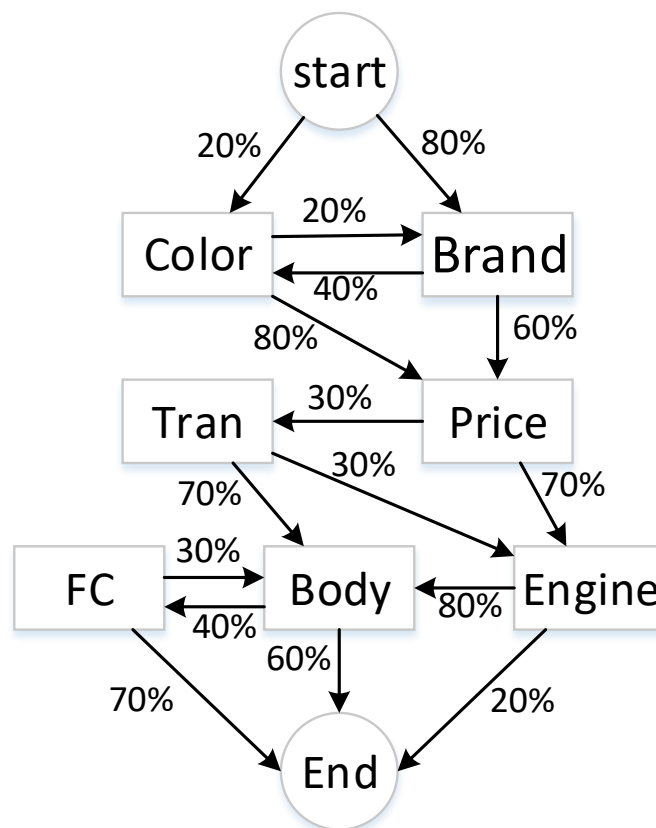 start
20%
80%
Color
20%
Brand
40%
80%
60%
Tran
30%
Price
70%
30%
70%
FC
30%
Body
Engine
40%
80%
60%
70%
20%
End